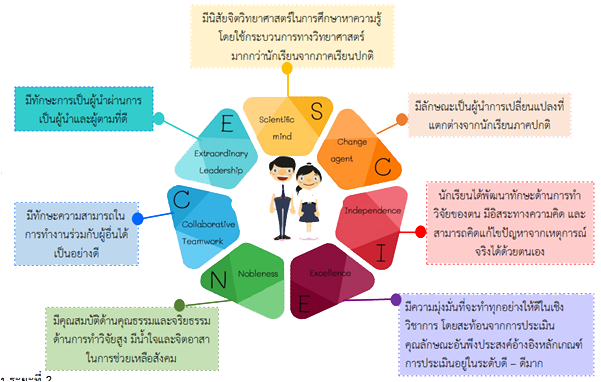 มีนิสัยจิตวิทยาศาสตร์ในการศึกษาหาความรู้
โดยใช้กระบวนการทางวิทยาศาสตร์
มากกว่านักเรียนจากภาคเรียนปกติ
S
Scientific
mind
มีลักษณะเป็นผู้นำการเปลี่ยนแปลงที่
แตกต่างจากนักเรียนภาคปกติ
Change
agent
C
นักเรียนได้พัฒนาทักษะด้านการทำ
วิจัยของตน มีอิสระทางความคิด และ
สามารถคิดแก้ไขปัญหาจากเหตุการณ์
จริงได้ด้วยตนเอง
Independence
I
มีความมุ่งมั่นที่จะทำทุกอย่างให้ดีในเชิง
วิชาการ โดยสะท้อนจากการประเมิน
คุณลักษณะอันพึงประสงค์อ้างอิงหลักเกณฑ์
การประเมินอยู่ในระดับดี – ดีมาก
Excellence
E
มีคุณสมบัติด้านคุณธรรมและจริยธรรม
ด้านการทำวิจัยสูง มีน้ำใจและจิตอาสา
ในการช่วยเหลือสังคม
Nobleness
N
มีทักษะความสามารถใน
การทำงานร่วมกับผู้อื่นได้
เป็นอย่างดี
C
Collaborative
Teamwork
มีทักษะการเป็นผู้นำผ่านการ
เป็นผู้นำและผู้ตามที่ดี
E
Extraordinary
Leadership
ระยะที่ 2